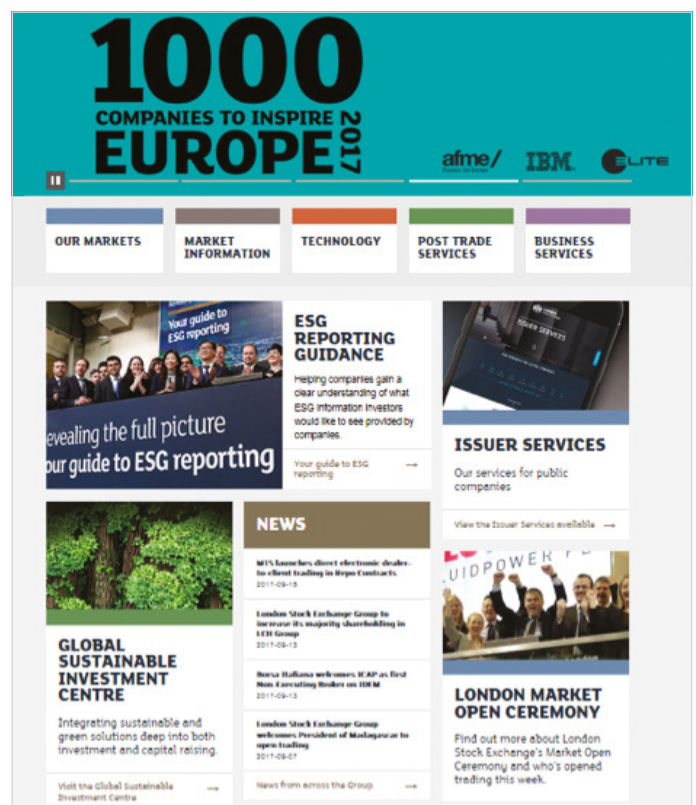 1000
COMPANIES TO INSPIRE
EUROPE 2017
afme/
Finance for Europe
IBM.
ELITE
OUR MARKETS
MARKET
INFORMATION
TECHNOLOGY
POST TRADE
SERVICES
BUSINESS
SERVICES
Your guide to
ESG reporting
evealing the full picture
our guide to ESG reporting
ESG
REPORTING
GUIDANCE
Helping companies gain a
clear understanding of what
ESG information investors
would like to see provided by
companies.
Your guide to ESG
reporting
ISSUER SERVICES
ISSUER SERVICES
Our services for public
companies
View the Issuer Services available
GLOBAL
SUSTAINABLE
INVESTMENT
CENTRE
Integrating sustainable and
green solutions deep into both
investment and capital raising.
Visit the Global Sustainable
Investment Centre
NEWS
MTS launches direct electronic dealer-
to-client trading in Repo Contracts
2017-09-15
London Stock Exchange Group to
increase its majority shareholding in
LCH Group
2017-09-13
Borsa Italiana welcomes ICAP as first
Non-Executing Broker on IDEM
2017-09-13
London Stock Exchange Group
welcomes President of Madagascar to
open trading
2017-09-07
News from across the Group
UIDPOWER
LONDON MARKET
OPEN CEREMONY
Find out more about London
Stock Exchange's Market Open
Ceremony and who's opened
trading this week.